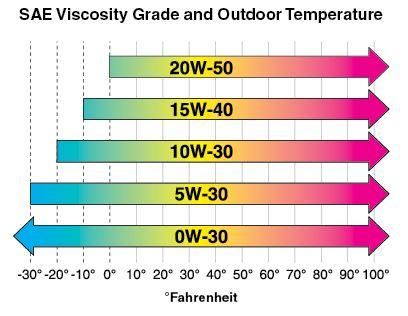 SAE Viscosity Grade and Outdoor Temperature
20W-50
15W-40
10W-30
5W-30
0W-30
-30° -20° -10° 0° 10° 20° 30° 40° 50° 60° 70° 80° 90° 100°
°Fahrenheit